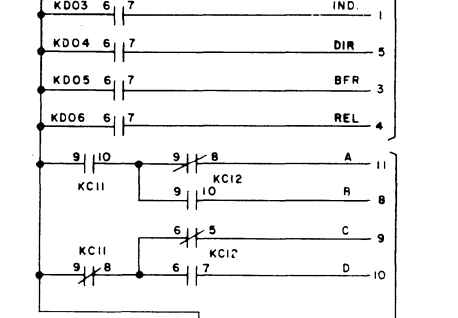 KD03 6 7 IND. 1
KD04 6 7 DIR 5
KD05 6 7 BFR 3
KD06 6 7 REL 4
9 10 9 8 A 11
KC11 KC12
9 10 B 8
6 5 C 9
KC11 KC12
9 8 6 7 D 10